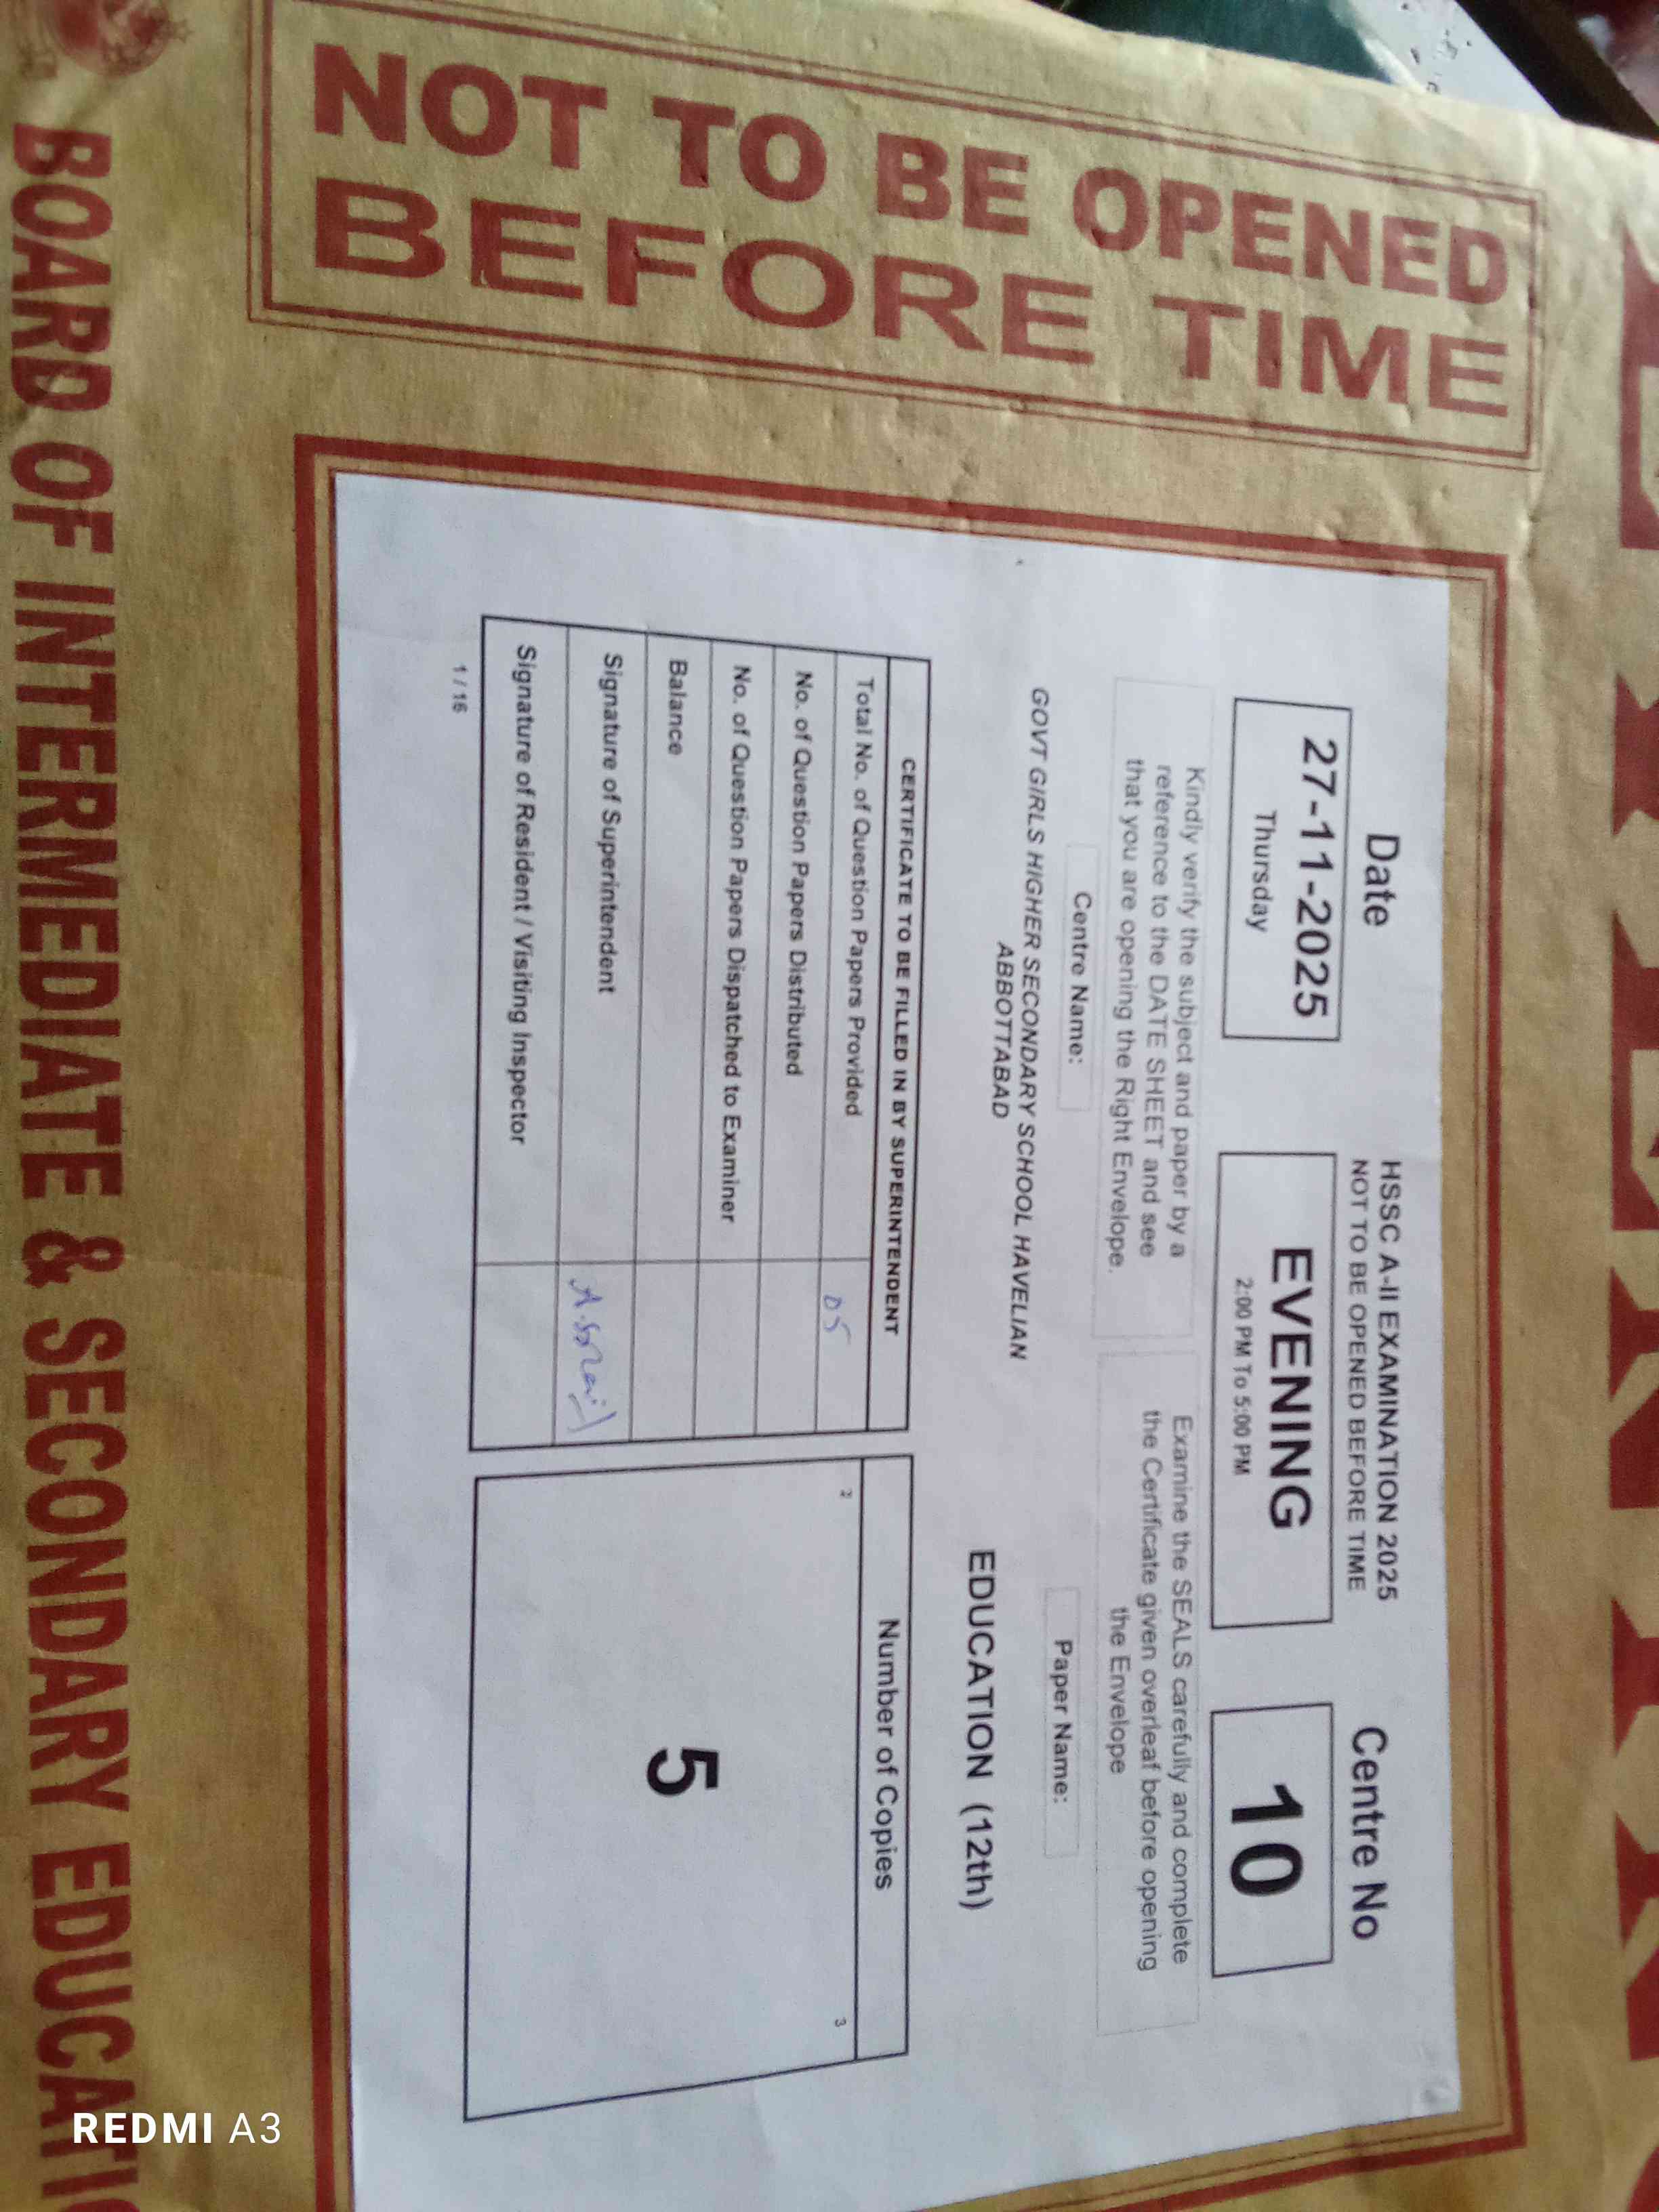 NOT TO BE OPENED
BEFORE TIME
Date
HSSC A-II EXAMINATION 2025
NOT TO BE OPENED BEFORE TIME
Centre No
27-11-2025
Thursday
EVENING
2:00 PM To 5:00 PM
10
Kindly verify the subject and paper by a
reference to the DATE SHEET and see
that you are opening the Right Envelope.
Examine the SEALS carefully and complete
the Certificate given overleaf before opening
the Envelope
Centre Name:
Paper Name:
GOVT GIRLS HIGHER SECONDARY SCHOOL HAVELIAN
ABBOTTABAD
EDUCATION (12th)
CERTIFICATE TO BE FILLED IN BY SUPERINTENDENT
Total No. of Question Papers Provided 05
No. of Question Papers Distributed
No. of Question Papers Dispatched to Examiner
Balance
Signature of Superintendent
Signature of Resident / Visiting Inspector
Number of Copies
2 3
5
1 / 16
BOARD OF INTERMEDIATE & SECONDARY EDUCATIO
REDMI A3